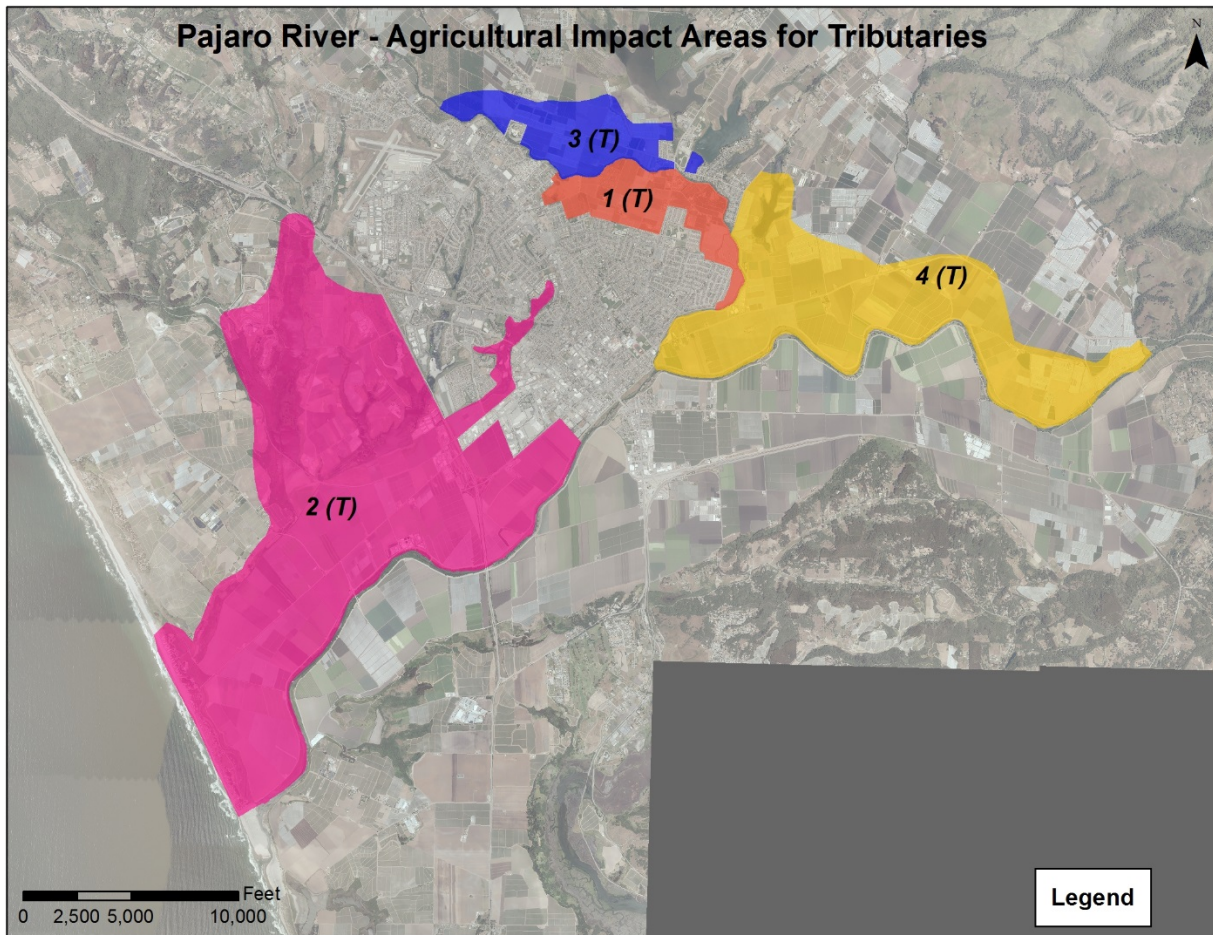 Pajaro River - Agricultural Impact Areas for Tributaries
N
3 (T)
1 (T)
4 (T)
2 (T)
Feet
0 2,500 5,000 10,000
Legend